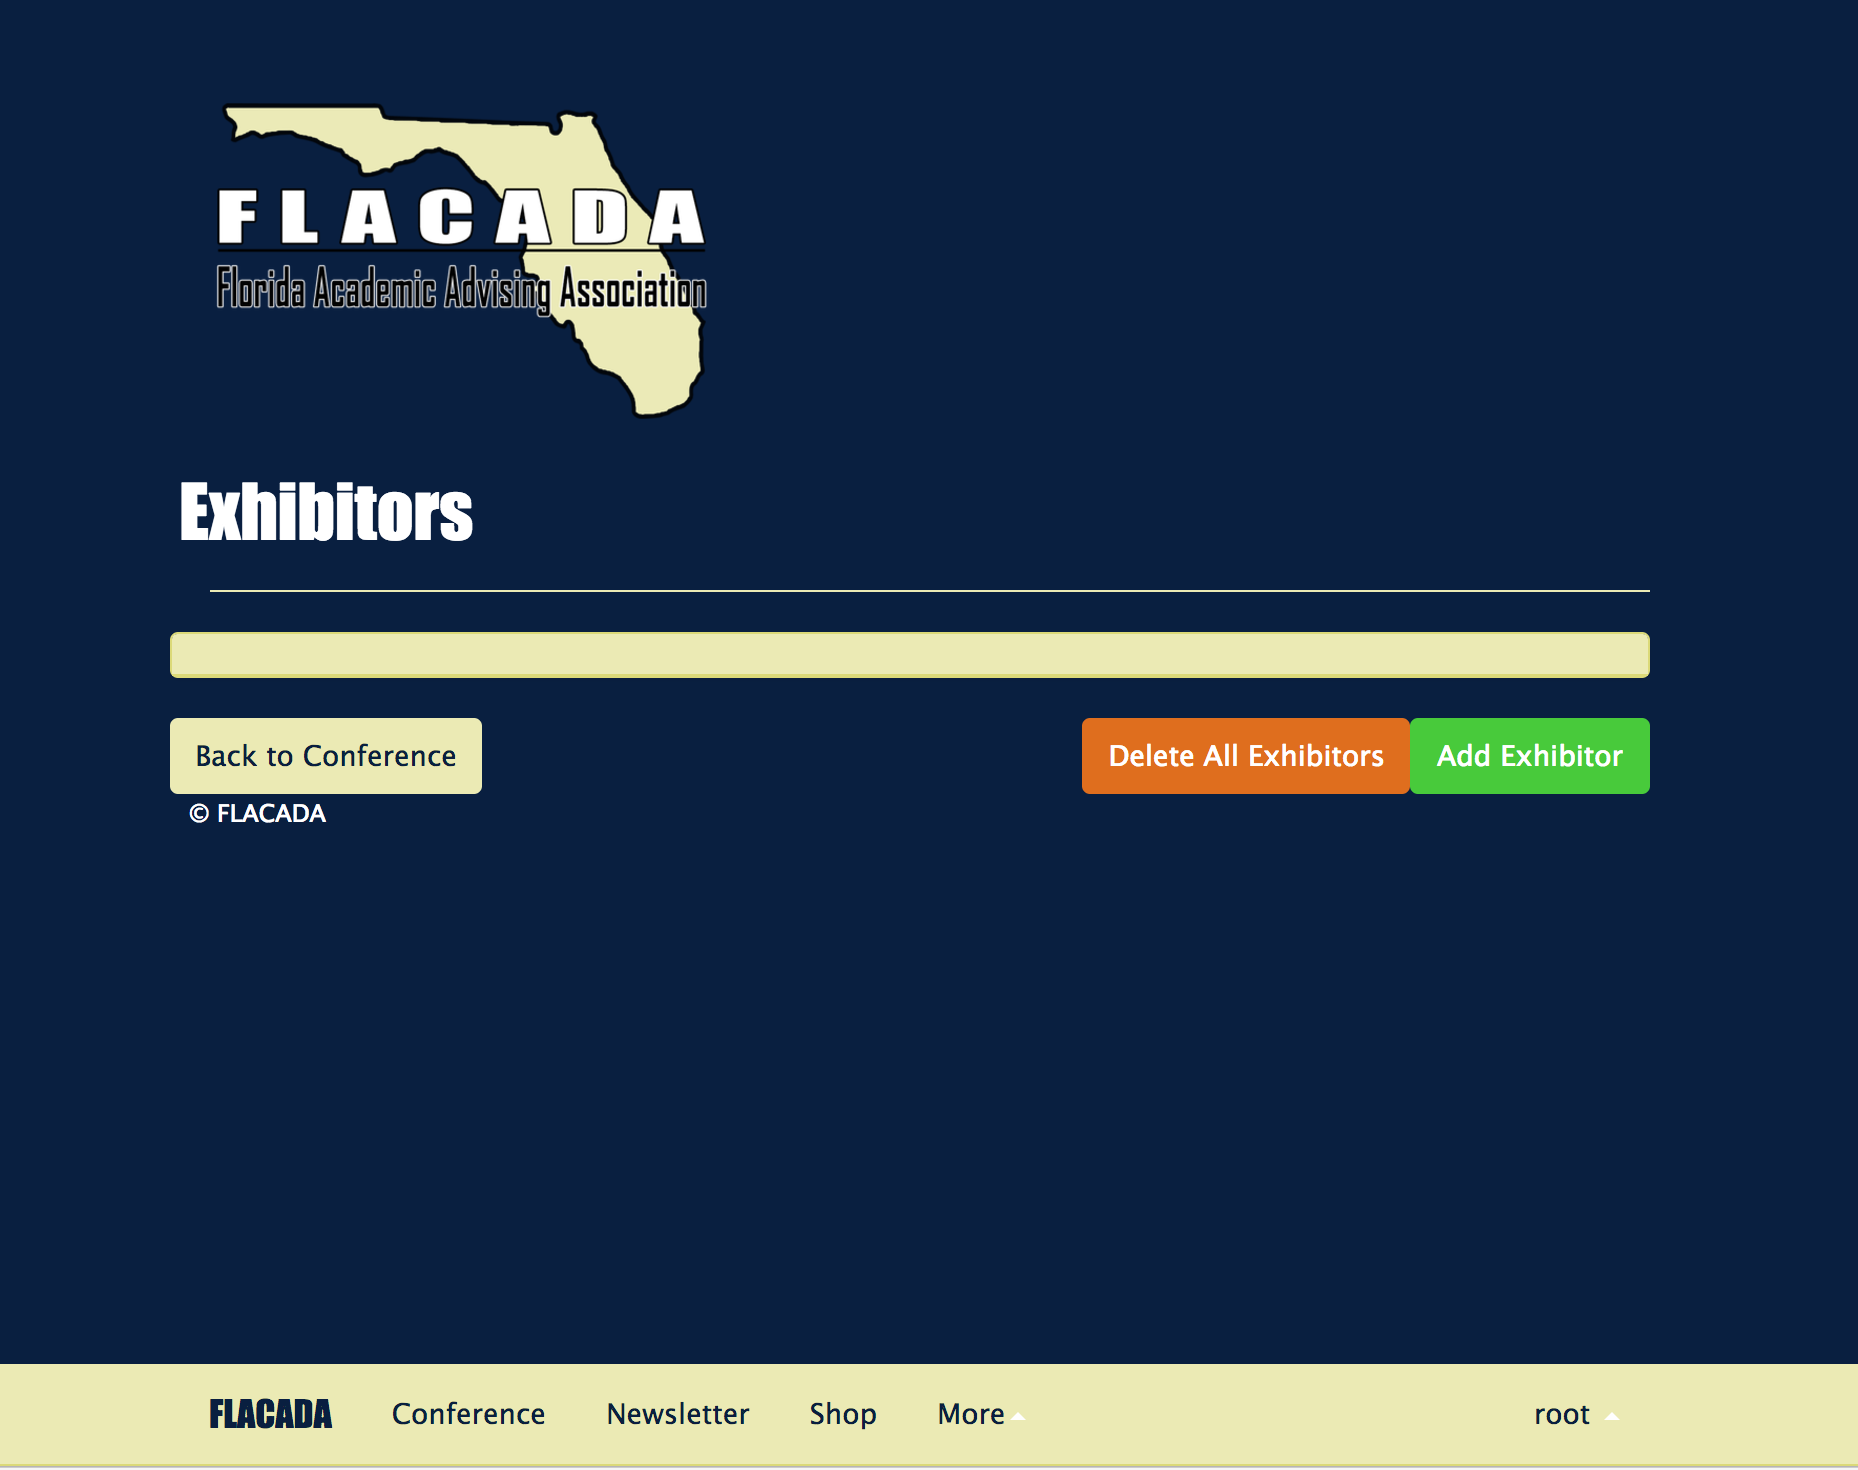 FLACADA
Florida Academic Advising Association
Exhibitors
Back to Conference
Delete All Exhibitors
Add Exhibitor
© FLACADA
FLACADA
Conference
Newsletter
Shop
More
root